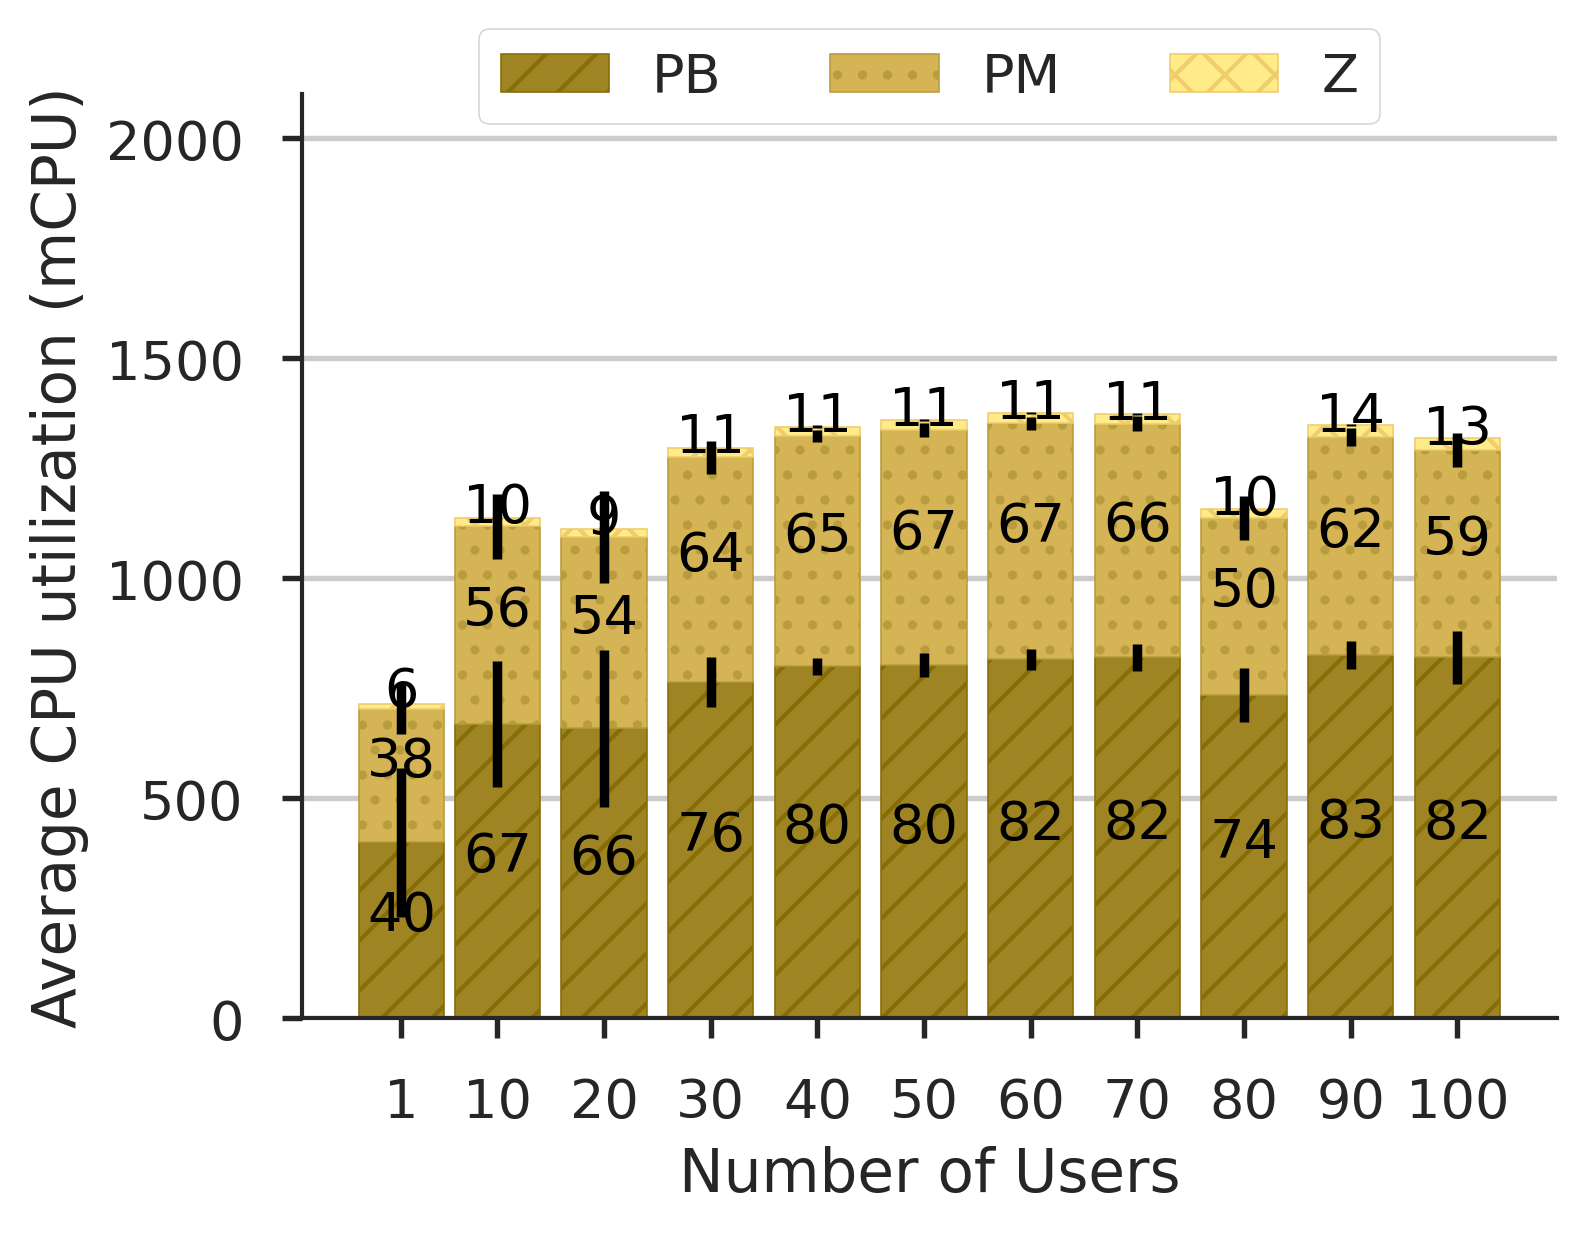 PB PM Z
Average CPU utilization (mCPU)
2000
1500
1000
500
0
6 10 9 11 11 11 11 11 10 14 13
38 56 54 64 65 67 67 66 50 62 59
40 67 66 76 80 80 82 82 74 83 82
1 10 20 30 40 50 60 70 80 90 100
Number of Users